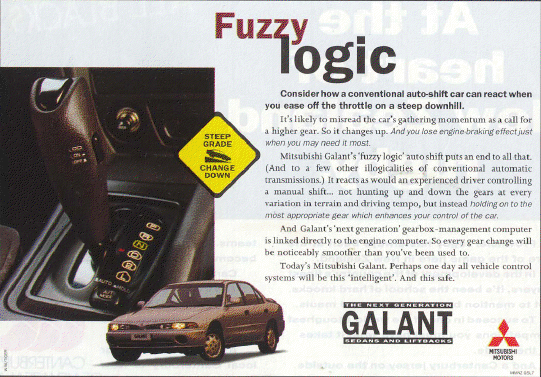 Fuzzy
logic
Consider how a conventional auto-shift car can react when
you ease off the throttle on a steep downhill.
It's likely to misread the car's gathering momentum as a call for
a higher gear. So it changes up. And you lose engine-braking effect just
when you may need it most.
Mitsubishi Galant's 'fuzzy logic' auto shift puts an end to all that.
(And to a few other illogicalities of conventional automatic
transmissions.) It reacts as would an experienced driver controlling
a manual shift... not hunting up and down the gears at every
variation in terrain and driving tempo, but instead holding on to the
most appropriate gear which enhances your control of the car.
And Galant's 'next generation' gearbox-management computer
is linked directly to the engine computer. So every gear change will
be noticeably smoother than you've been used to.
Today's Mitsubishi Galant. Perhaps one day all vehicle control
systems will be this 'intelligent'. And this safe.
STEEP
GRADE
CHANGE
DOWN
THE NEXT GENERATION
GALANT
SEDANS AND LIFTBACKS
MITSUBISHI
MOTORS